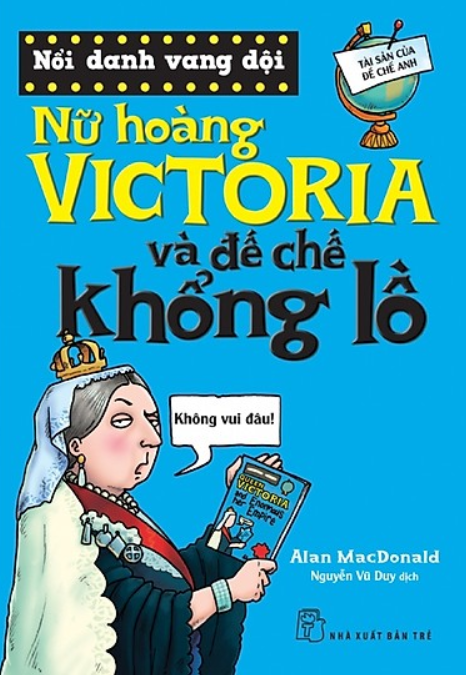 Nổi danh vang dội
TÀI SẢN CỦA
ĐẾ CHẾ ANH
Nữ hoàng
VICTORIA
và đế chế
khổng lồ
Không vui đâu!
QUEEN
VICTORIA
and Enormous
her Empire
Alan MacDonald
Nguyễn Vũ Duy dịch
NHÀ XUẤT BẢN TRẺ